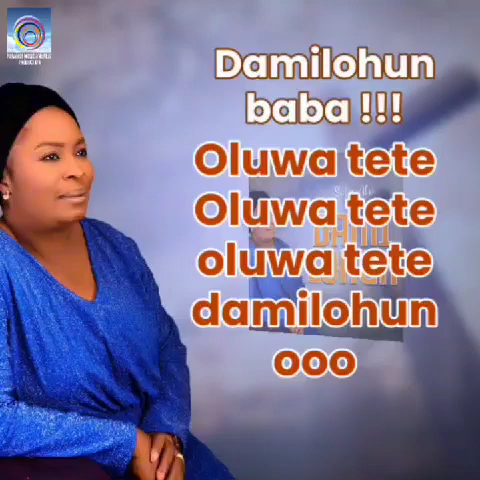 Damilohun
baba !!!
Oluwa tete
Oluwa tete
oluwa tete
damilohun
ooo